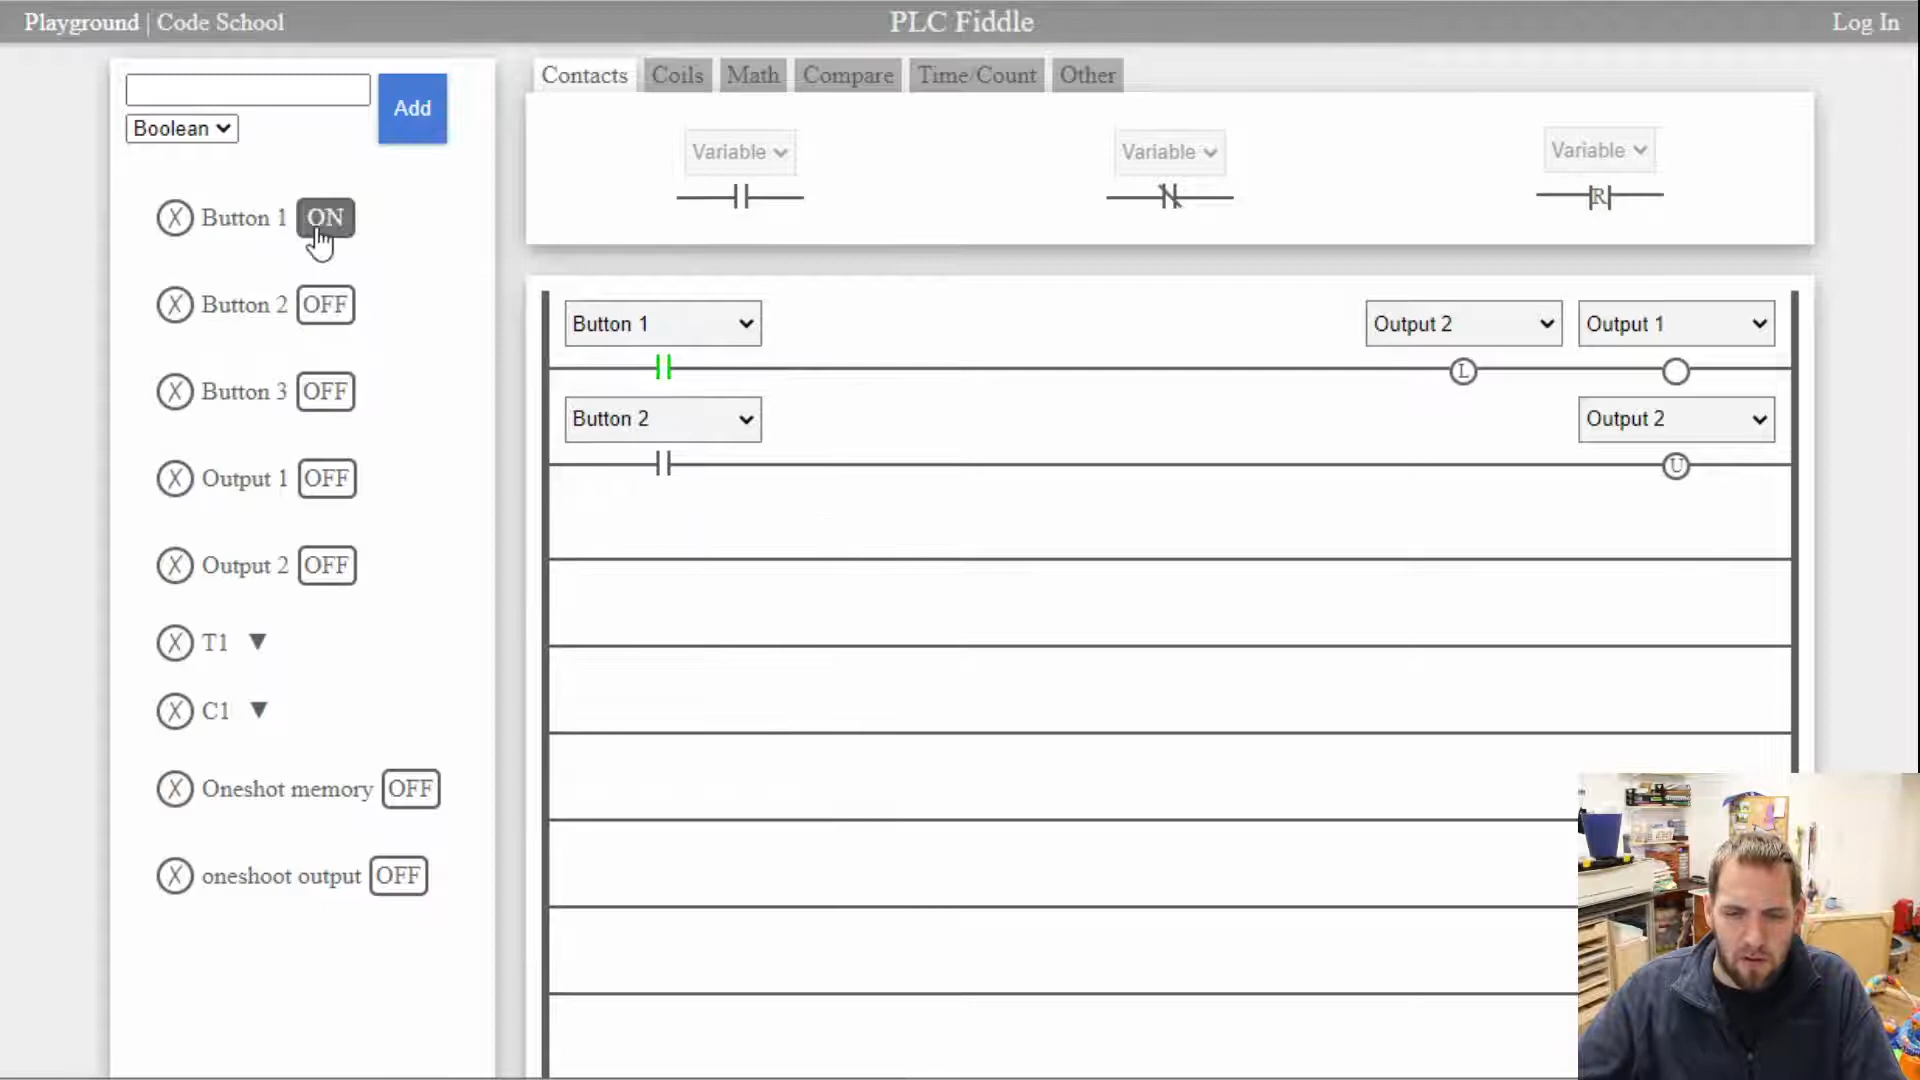 Playground | Code School
PLC Fiddle
Log In
Add
Boolean
X Button 1 ON
X Button 2 OFF
X Button 3 OFF
X Output 1 OFF
X Output 2 OFF
X T1 ▼
X C1 ▼
X Oneshot memory OFF
X oneshoot output OFF
Contacts Coils Math Compare Time/Count Other
Variable Variable Variable
R
Button 1 Output 2 Output 1
L
Button 2 Output 2
U